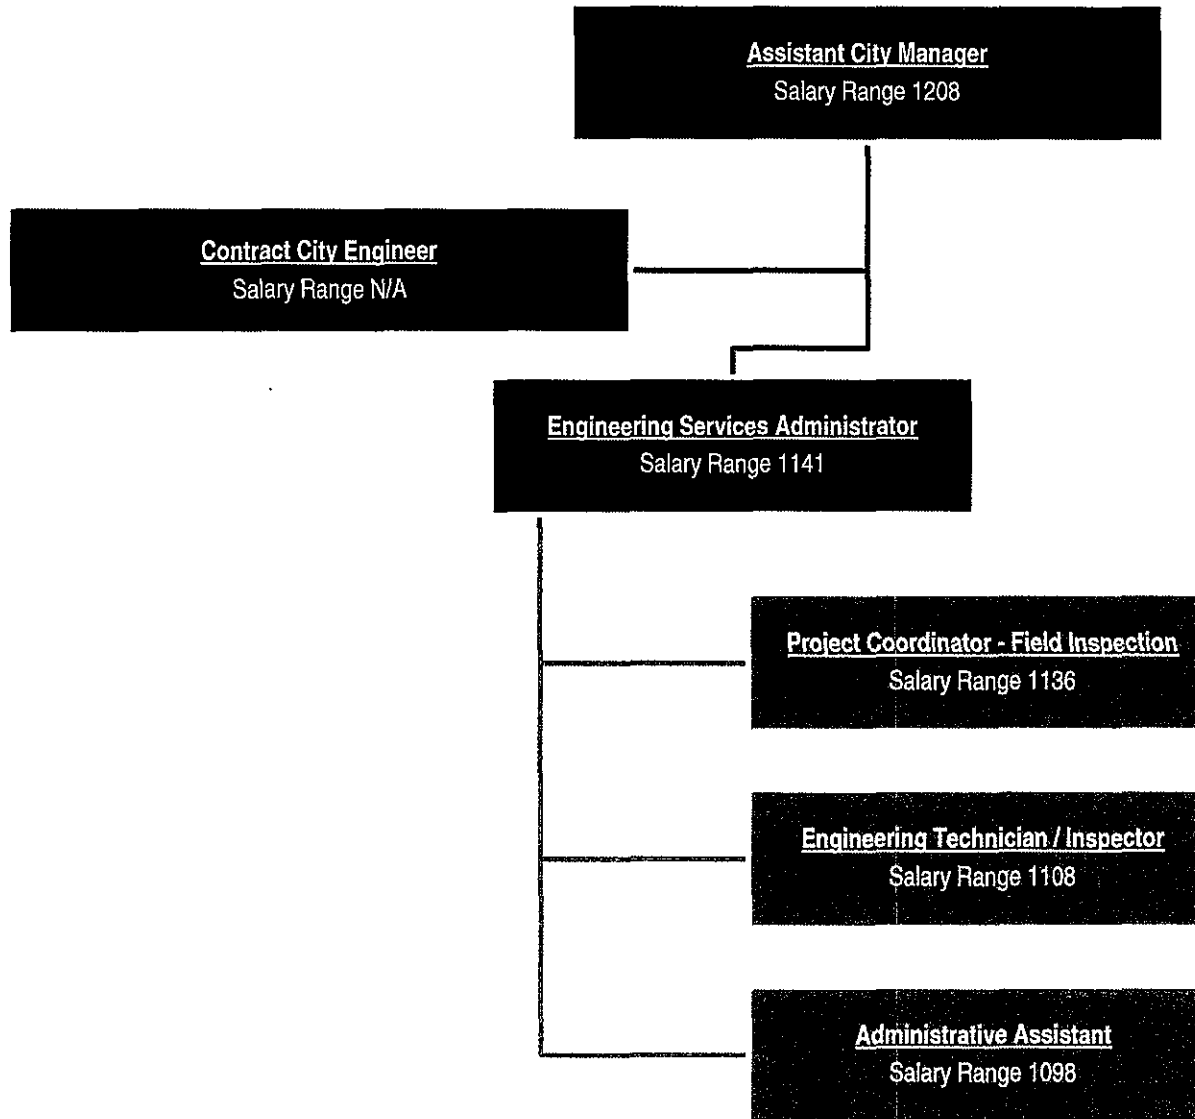 Assistant City Manager
Salary Range 1208
Contract City Engineer
Salary Range N/A
Engineering Services Administrator
Salary Range 1141
Project Coordinator - Field Inspection
Salary Range 1136
Engineering Technician / Inspector
Salary Range 1108
Administrative Assistant
Salary Range 1098